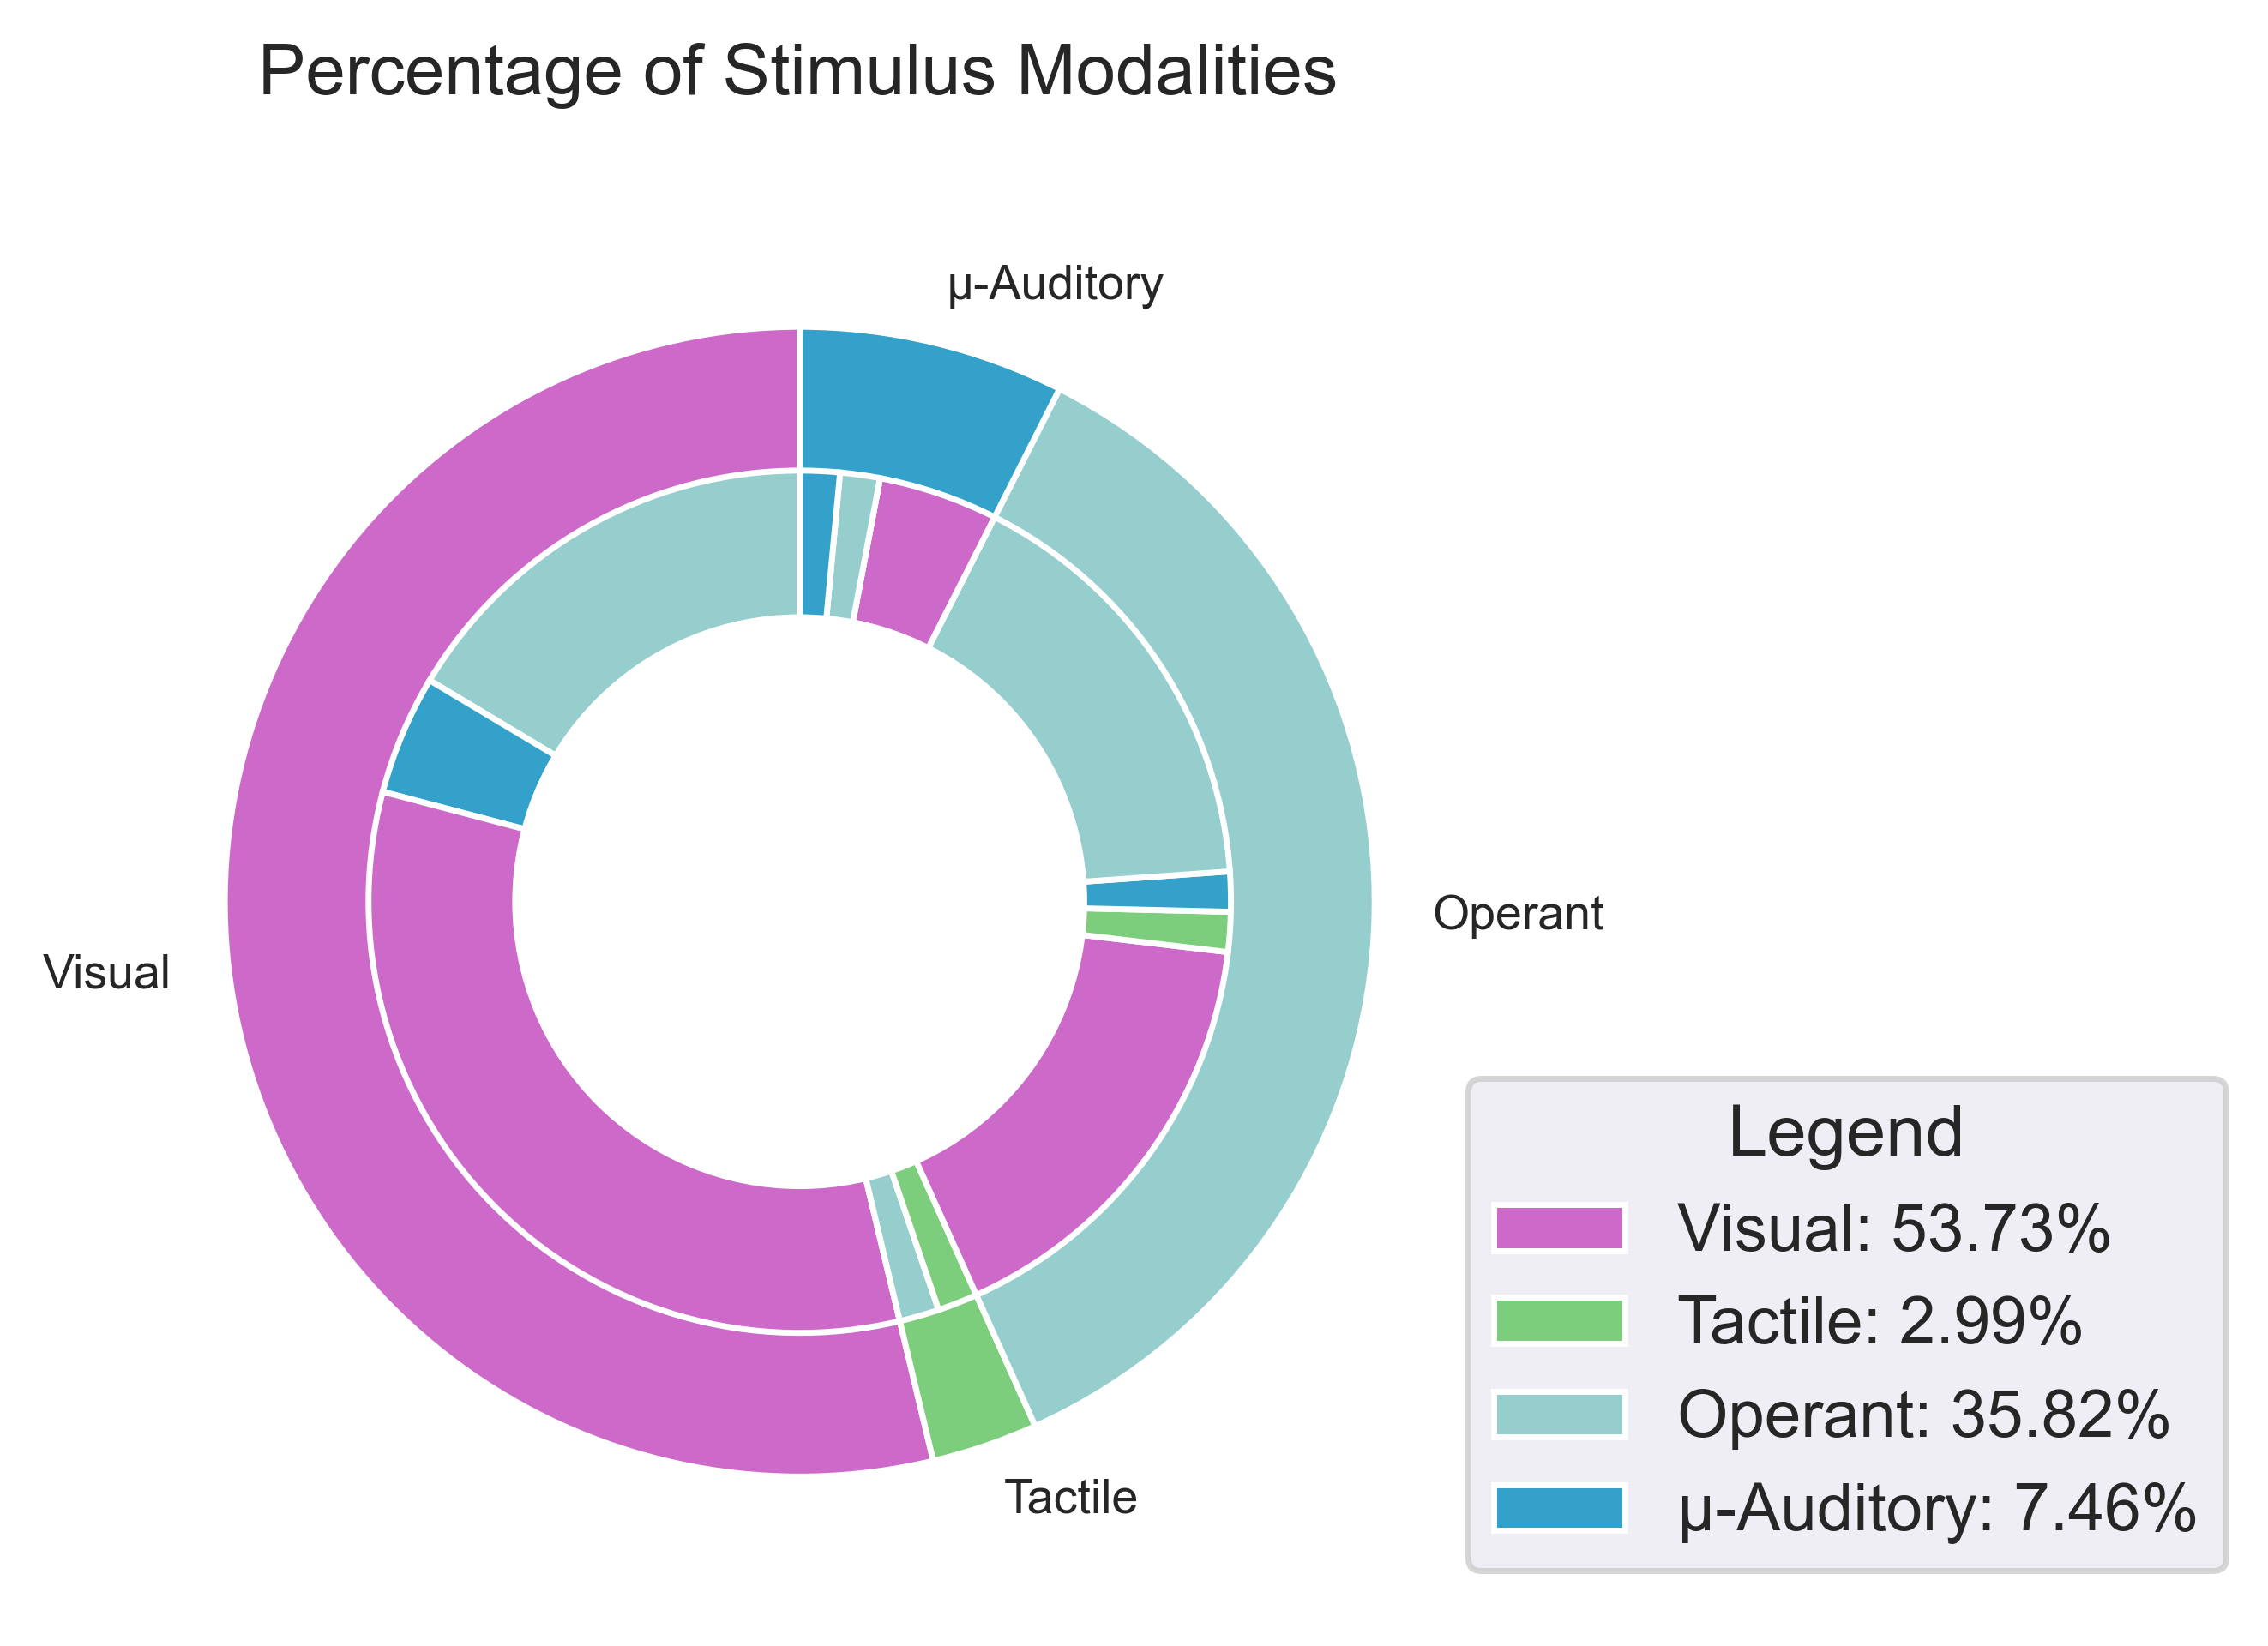 Percentage of Stimulus Modalities
µ-Auditory
Operant
Visual
Tactile
Legend
Visual: 53.73%
Tactile: 2.99%
Operant: 35.82%
µ-Auditory: 7.46%